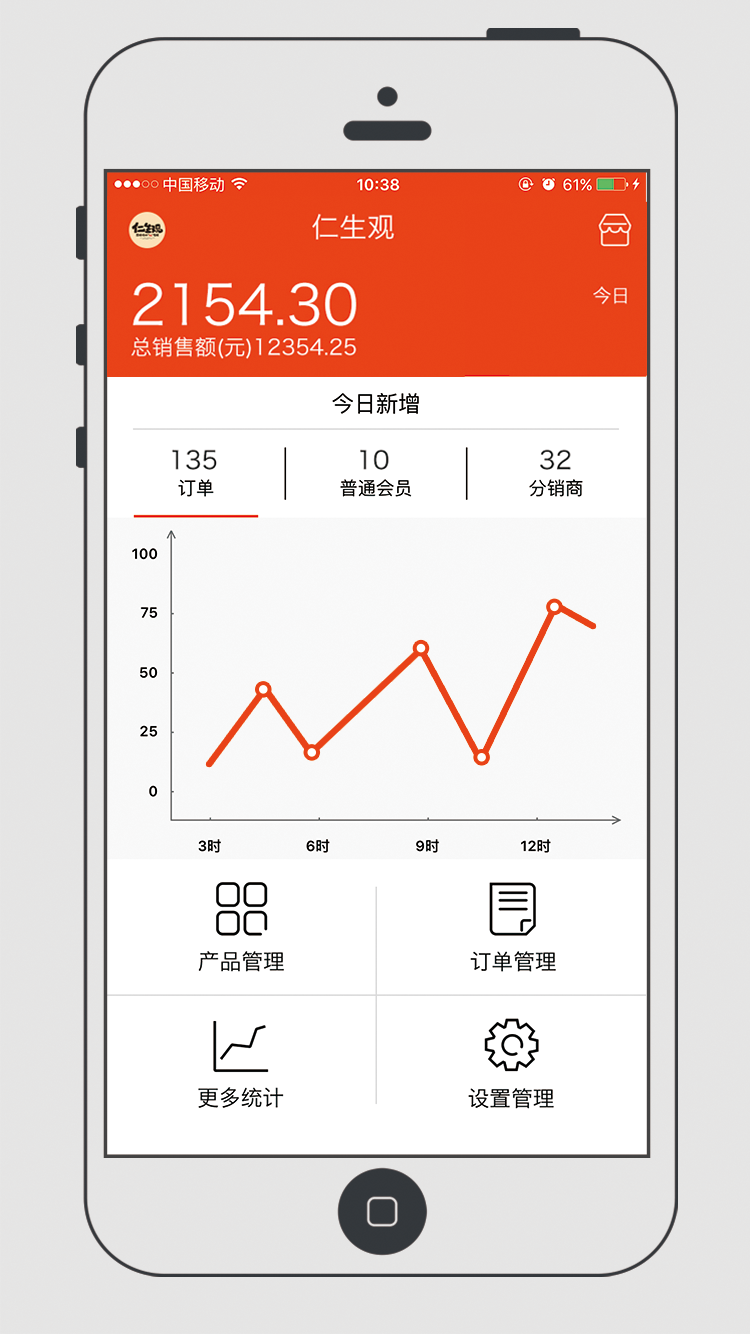 中国移动 10:38 61%
仁生观
仁生观
2154.30 今日
总销售额(元)12354.25
今日新增
135 10 32
订单 普通会员 分销商
100
75
50
25
0
3时 6时 9时 12时
产品管理 订单管理
更多统计 设置管理